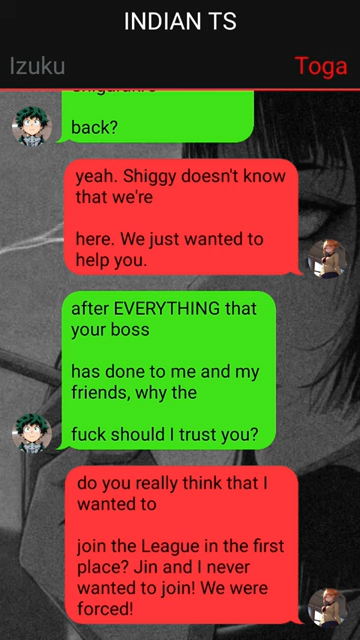 INDIAN TS
Izuku
Toga
back?
yeah. Shiggy doesn't know
that we're
here. We just wanted to
help you.
after EVERYTHING that
your boss
has done to me and my
friends, why the
fuck should I trust you?
do you really think that I
wanted to
join the League in the first
place? Jin and I never
wanted to join! We were
forced!